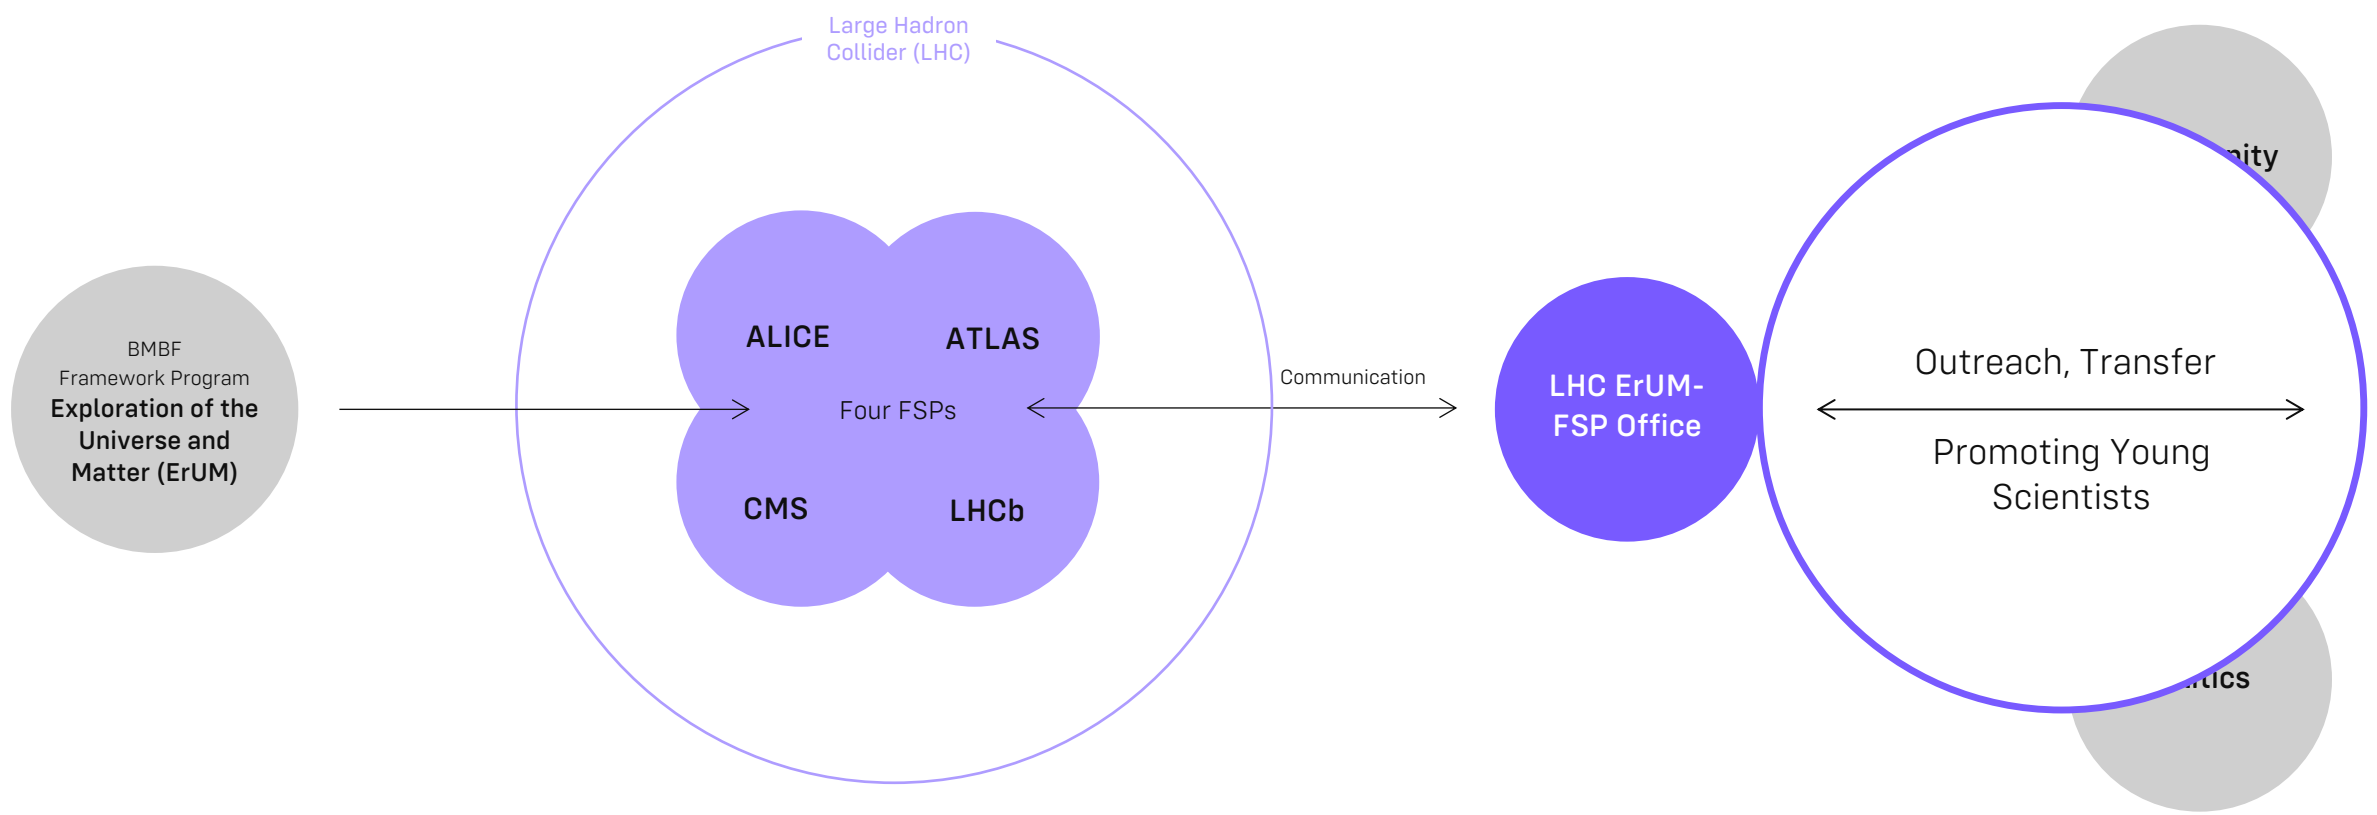 Large Hadron
Collider (LHC)
BMBF
Framework Program
Exploration of the
Universe and
Matter (ErUM)
ALICE
ATLAS
Four FSPs
CMS
LHCb
Communication
LHC ErUM-
FSP Office
Outreach, Transfer
Promoting Young
Scientists